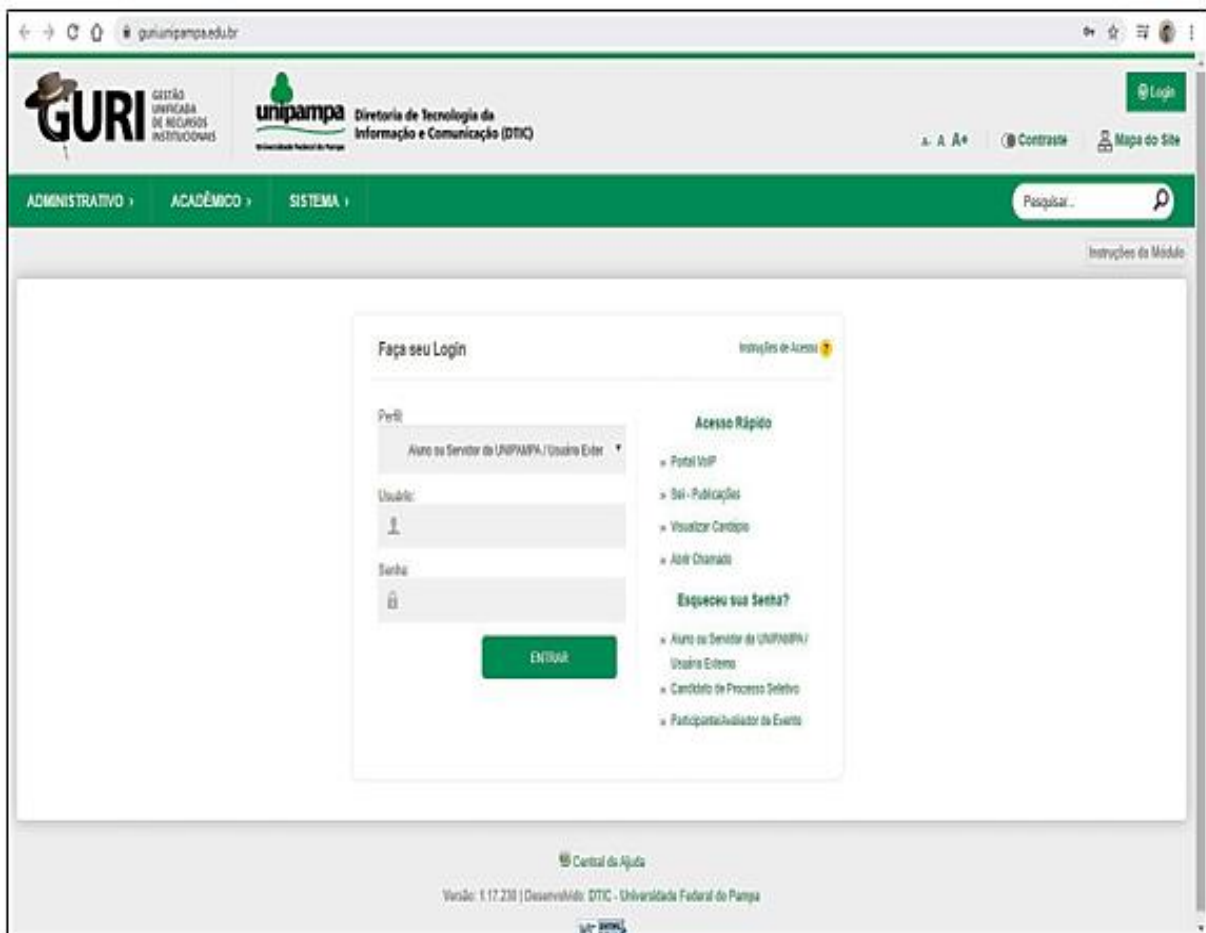 guri.unipampa.edu.br
GURI
GESTÃO
UNIFICADA
DE RECURSOS
INSTITUCIONAIS
unipampa
Universidade Federal do Pampa
Diretoria de Tecnologia da
Informação e Comunicação (DTIC)
Login
A- A A+
Contraste
Mapa do Site
ADMINISTRATIVO ›
ACADÊMICO ›
SISTEMA ›
Pesquisar...
Instruções do Módulo
Faça seu Login
Instruções de Acesso ?
Perfil:
Aluno ou Servidor da UNIPAMPA / Usuário Exter
Usuário:
Senha:
ENTRAR
Acesso Rápido
» Portal VoIP
» Sei - Publicações
» Visualizar Cardápio
» Abrir Chamado
Esqueceu sua Senha?
» Aluno ou Servidor da UNIPAMPA /
Usuário Externo
» Candidato de Processo Seletivo
» Participante/Avaliador de Evento
Central de Ajuda
Versão: 1.17.230 | Desenvolvido: DTIC - Universidade Federal do Pampa